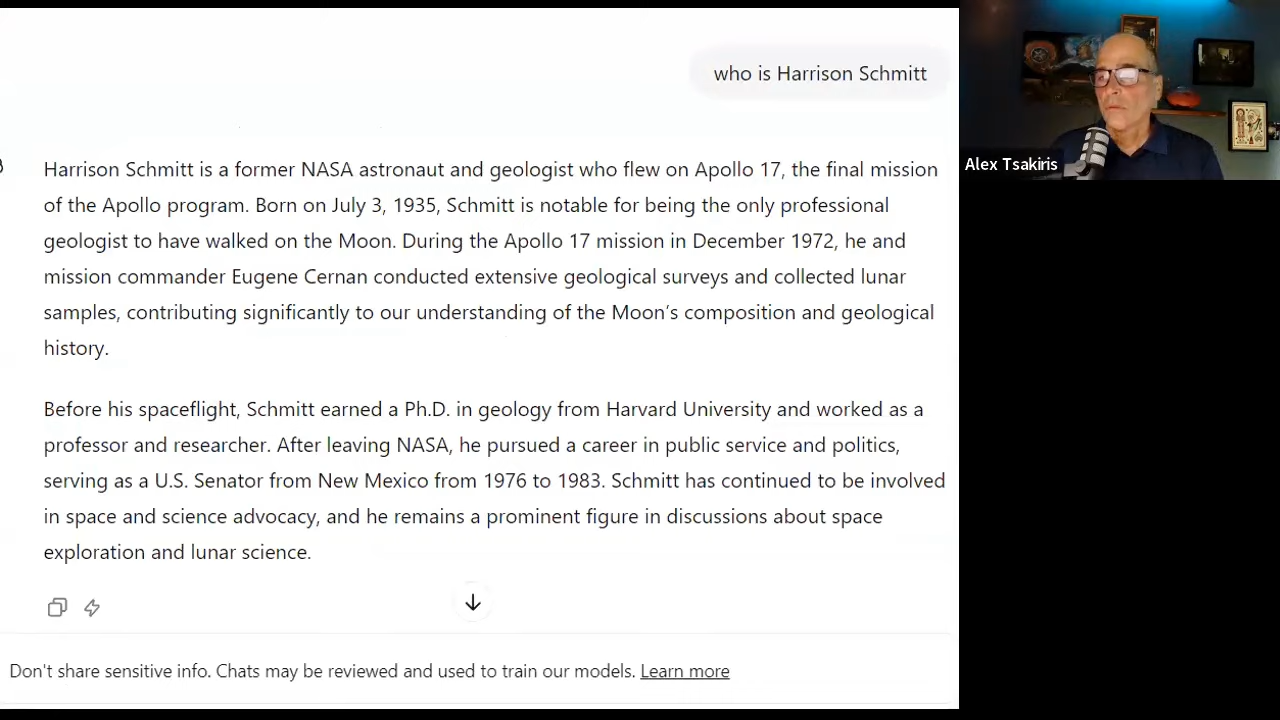 who is Harrison Schmitt
Harrison Schmitt is a former NASA astronaut and geologist who flew on Apollo 17, the final mission
of the Apollo program. Born on July 3, 1935, Schmitt is notable for being the only professional
geologist to have walked on the Moon. During the Apollo 17 mission in December 1972, he and
mission commander Eugene Cernan conducted extensive geological surveys and collected lunar
samples, contributing significantly to our understanding of the Moon’s composition and geological
history.
Before his spaceflight, Schmitt earned a Ph.D. in geology from Harvard University and worked as a
professor and researcher. After leaving NASA, he pursued a career in public service and politics,
serving as a U.S. Senator from New Mexico from 1976 to 1983. Schmitt has continued to be involved
in space and science advocacy, and he remains a prominent figure in discussions about space
exploration and lunar science.
Don't share sensitive info. Chats may be reviewed and used to train our models. Learn more
Alex Tsakiris